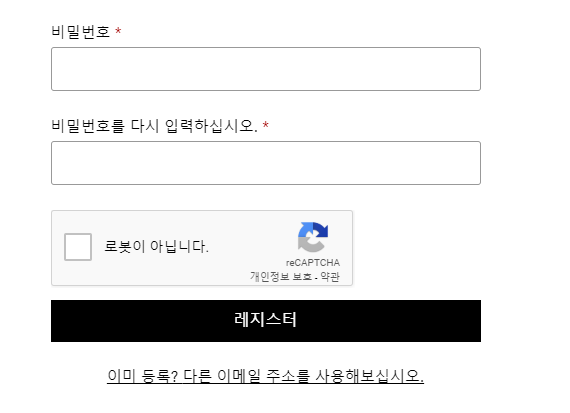 비밀번호 *
비밀번호를 다시 입력하십시오. *
로봇이 아닙니다.
reCAPTCHA
개인정보 보호 - 약관
레지스터
이미 등록? 다른 이메일 주소를 사용해보십시오.